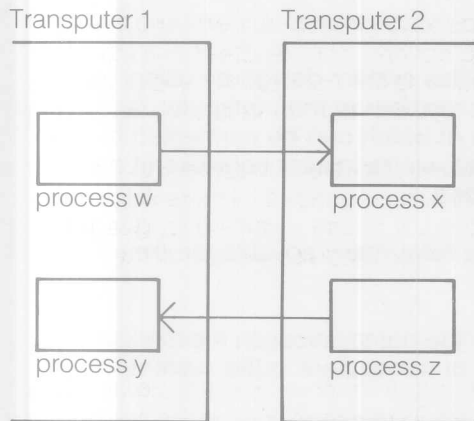 Transputer 1 Transputer 2
process w process x
process y process z